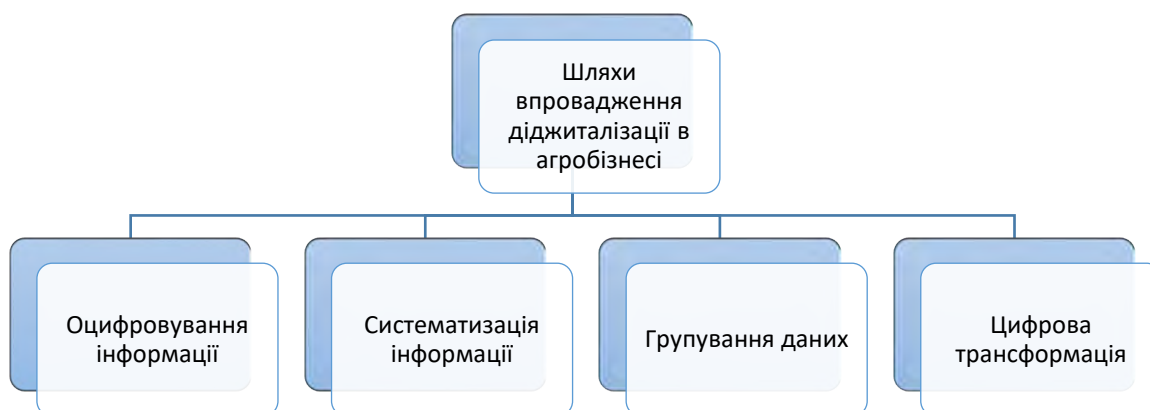 Шляхи
впровадження
діджиталізації в
агробізнесі
Оцифровування
інформації
Систематизація
інформації
Групування даних
Цифрова
трансформація